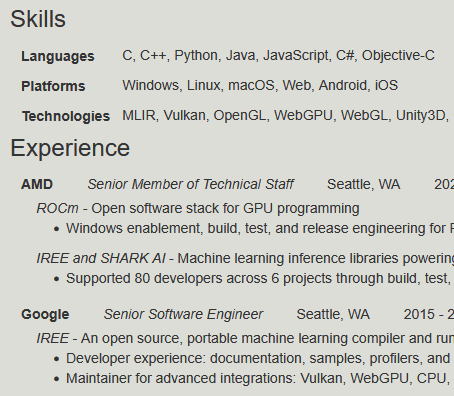 Skills
Languages C, C++, Python, Java, JavaScript, C#, Objective-C
Platforms Windows, Linux, macOS, Web, Android, iOS
Technologies MLIR, Vulkan, OpenGL, WebGPU, WebGL, Unity3D,
Experience
AMD Senior Member of Technical Staff Seattle, WA 202
ROCm - Open software stack for GPU programming
• Windows enablement, build, test, and release engineering for
IREE and SHARK AI - Machine learning inference libraries powering
• Supported 80 developers across 6 projects through build, test,
Google Senior Software Engineer Seattle, WA 2015 - 2
IREE - An open source, portable machine learning compiler and run
• Developer experience: documentation, samples, profilers, and
• Maintainer for advanced integrations: Vulkan, WebGPU, CPU,